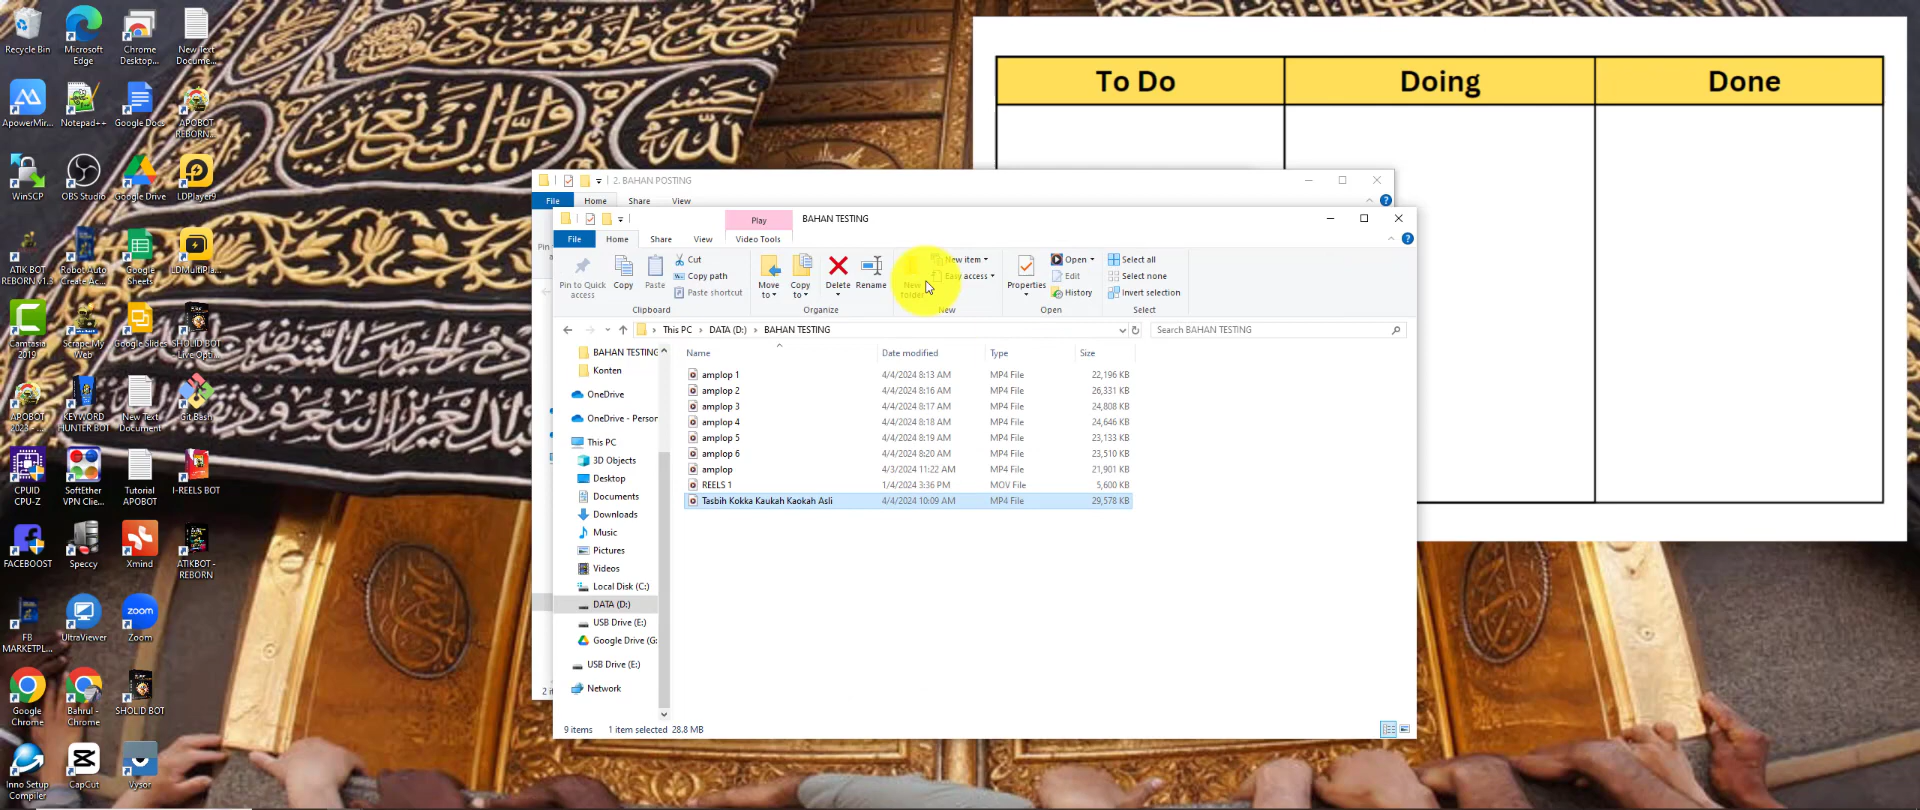 Recycle Bin
Microsoft
Edge
Chrome
Desktop...
New Text
Docume...
ApowerMir...
Notepad++
Google Docs
APOBOT
REBORN...
WinSCP
OBS Studio
Google Drive
LDPlayer9
ATIK BOT
REBORN V1.3
Robot Auto
Create Ac...
Google
Sheets
LDMultiPla...
Camtasia
2019
Scrape My
Web
Google Slides
SHOLID BOT
- Live Opti...
APOBOT
2023 - ...
KEYWORD
HUNTER BOT
New Text
Document
Git Bash
CPUID
CPU-Z
SoftEther
VPN Clie...
Tutorial
APOBOT
I-REELS BOT
FACEBOOST
Speccy
Xmind
ATIKBOT -
REBORN
FB
MARKETPL...
UltraViewer
Zoom
zoom
Google
Chrome
Bahrul -
Chrome
SHOLID BOT
Inno Setup
Compiler
CapCut
Vysor
To Do
Doing
Done
2. BAHAN POSTING
File
Home
Share
View
Play
BAHAN TESTING
File
Home
Share
View
Video Tools
Pin to Quick
access
Copy
Paste
Cut
Copy path
Paste shortcut
Clipboard
Move
to
Copy
to
Delete
Rename
Organize
New
folder
New item
Easy access
New
Properties
Open
Edit
History
Open
Select all
Select none
Invert selection
Select
This PC
DATA (D:)
BAHAN TESTING
Search BAHAN TESTING
BAHAN TESTING
Konten
OneDrive
OneDrive - Person
This PC
3D Objects
Desktop
Documents
Downloads
Music
Pictures
Videos
Local Disk (C:)
DATA (D:)
USB Drive (E:)
Google Drive (G:
USB Drive (E:)
Network
Name Date modified Type Size
amplop 1 4/4/2024 8:13 AM MP4 File 22,196 KB
amplop 2 4/4/2024 8:16 AM MP4 File 26,331 KB
amplop 3 4/4/2024 8:17 AM MP4 File 24,808 KB
amplop 4 4/4/2024 8:18 AM MP4 File 24,646 KB
amplop 5 4/4/2024 8:19 AM MP4 File 23,133 KB
amplop 6 4/4/2024 8:20 AM MP4 File 23,510 KB
amplop 4/3/2024 11:22 AM MP4 File 21,901 KB
REELS 1 1/4/2024 3:36 PM MOV File 5,600 KB
Tasbih Kokka Kaukah Kaokah Asli 4/4/2024 10:09 AM MP4 File 29,578 KB
9 items 1 item selected 28.8 MB